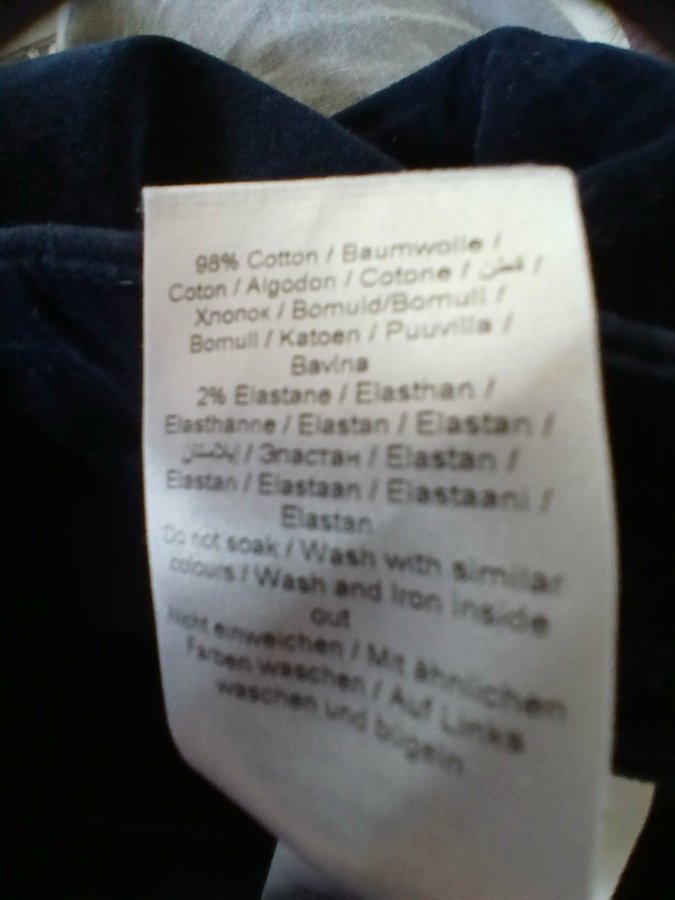 98% Cotton / Baumwolle /
Coton / Algodon / Cotone / قطن /
Хлопок / Bomuld/Bomull /
Bomull / Katoen / Puuvilla /
Bavlna
2% Elastane / Elasthan /
Elasthanne / Elastan / Elastan /
إيلاستان / Эластан / Elastan /
Elastan / Elastaan / Elastaani /
Elastan
Do not soak / Wash with similar
colours / Wash and Iron inside
out
Nicht einweichen / Mit ähnlichen
Farben waschen / Auf Links
waschen und bügeln